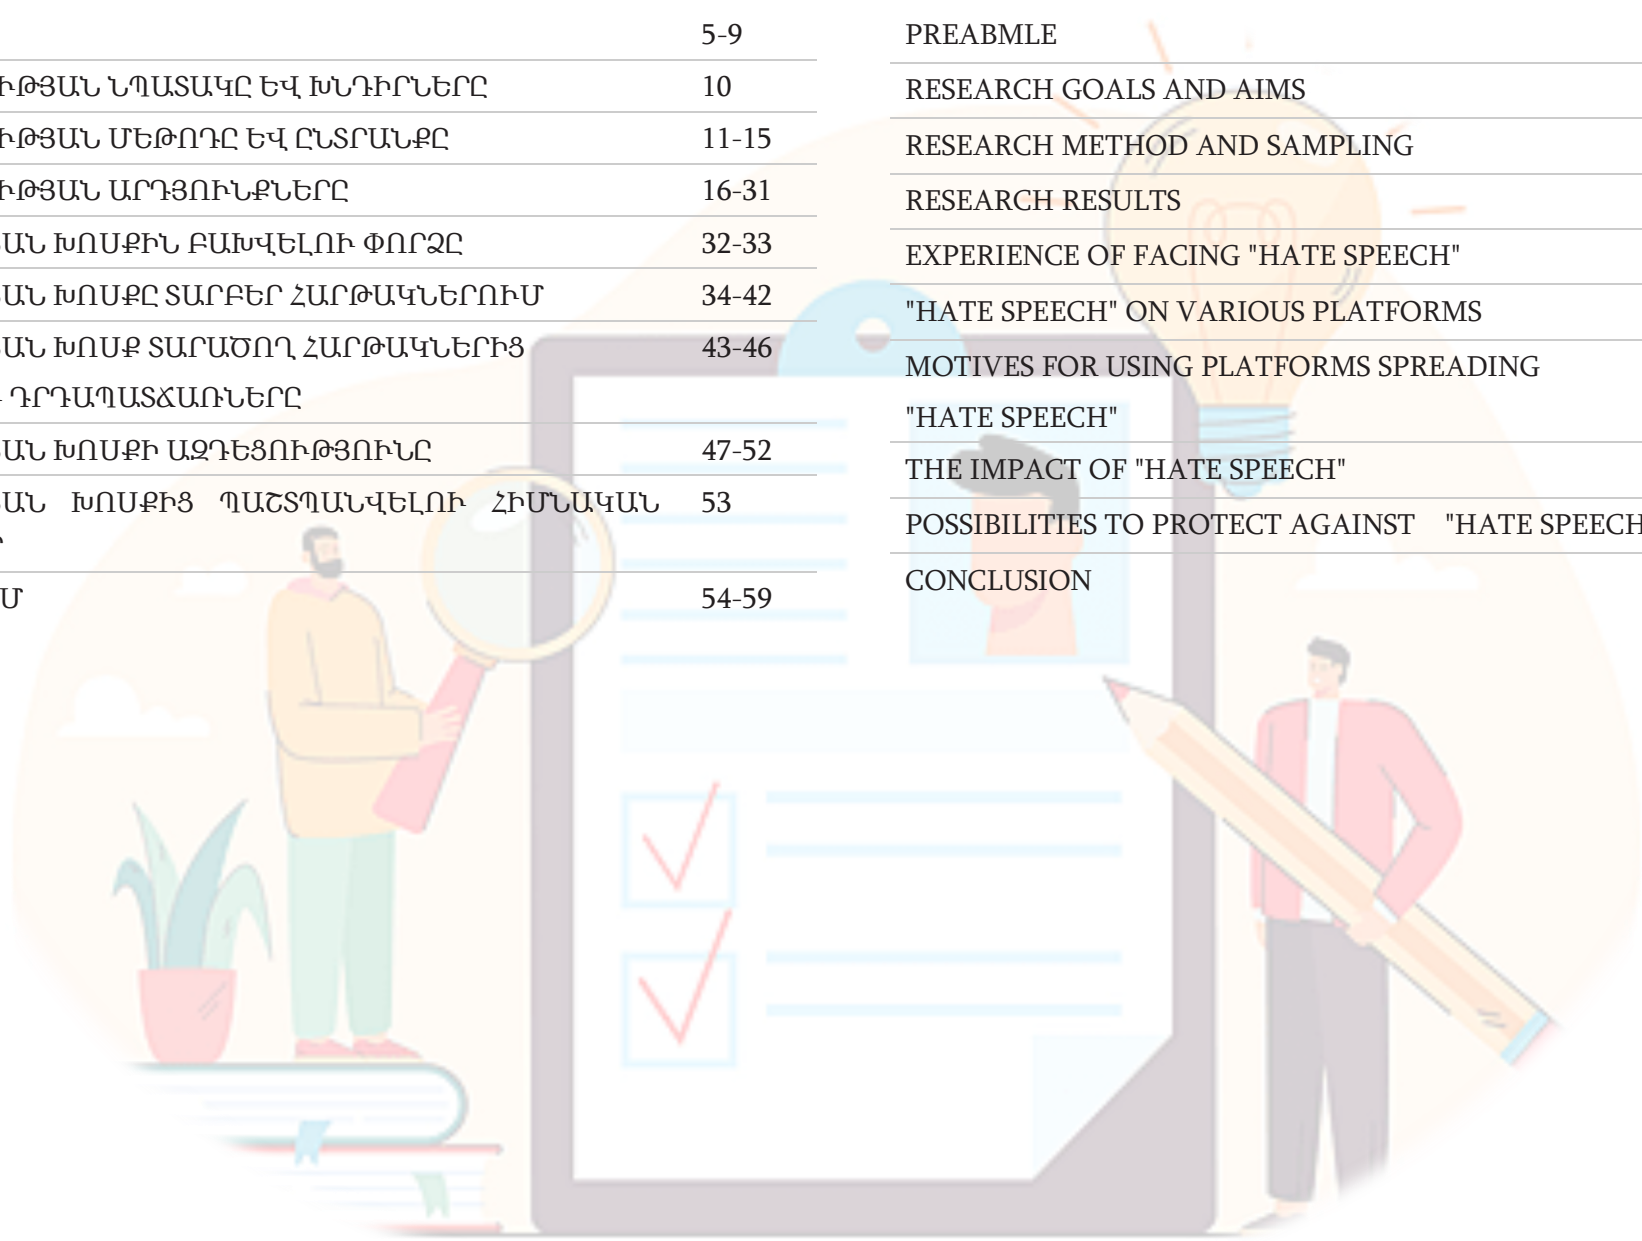 5-9
ՒԹՅԱՆ ՆՊԱՏԱԿԸ ԵՎ ԽՆԴԻՐՆԵՐԸ 10
ՒԹՅԱՆ ՄԵԹՈԴԸ ԵՎ ԸՆՏՐԱՆՔԸ 11-15
ՒԹՅԱՆ ԱՐԴՅՈՒՆՔՆԵՐԸ 16-31
ԱՆ ԽՈՍՔԻՆ ԲԱԽՎԵԼՈՒ ՓՈՐՁԸ 32-33
ԱՆ ԽՈՍՔԸ ՏԱՐԲԵՐ ՀԱՐԹԱԿՆԵՐՈՒՄ 34-42
ԱՆ ԽՈՍՔ ՏԱՐԱԾՈՂ ՀԱՐԹԱԿՆԵՐԻՑ 43-46
ԴՐԴԱՊԱՏՃԱՌՆԵՐԸ
ԱՆ ԽՈՍՔԻ ԱԶԴԵՑՈՒԹՅՈՒՆԸ 47-52
ԱՆ ԽՈՍՔԻՑ ՊԱՇՏՊԱՆՎԵԼՈՒ ՀԻՄՆԱԿԱՆ 53
Մ 54-59
PREABMLE
RESEARCH GOALS AND AIMS
RESEARCH METHOD AND SAMPLING
RESEARCH RESULTS
EXPERIENCE OF FACING "HATE SPEECH"
"HATE SPEECH" ON VARIOUS PLATFORMS
MOTIVES FOR USING PLATFORMS SPREADING
"HATE SPEECH"
THE IMPACT OF "HATE SPEECH"
POSSIBILITIES TO PROTECT AGAINST "HATE SPEECH
CONCLUSION